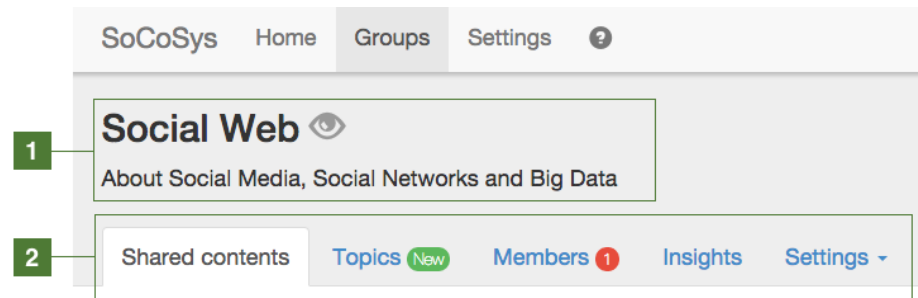 SoCoSys Home Groups Settings ?
1
Social Web
About Social Media, Social Networks and Big Data
2
Shared contents Topics New Members 1 Insights Settings